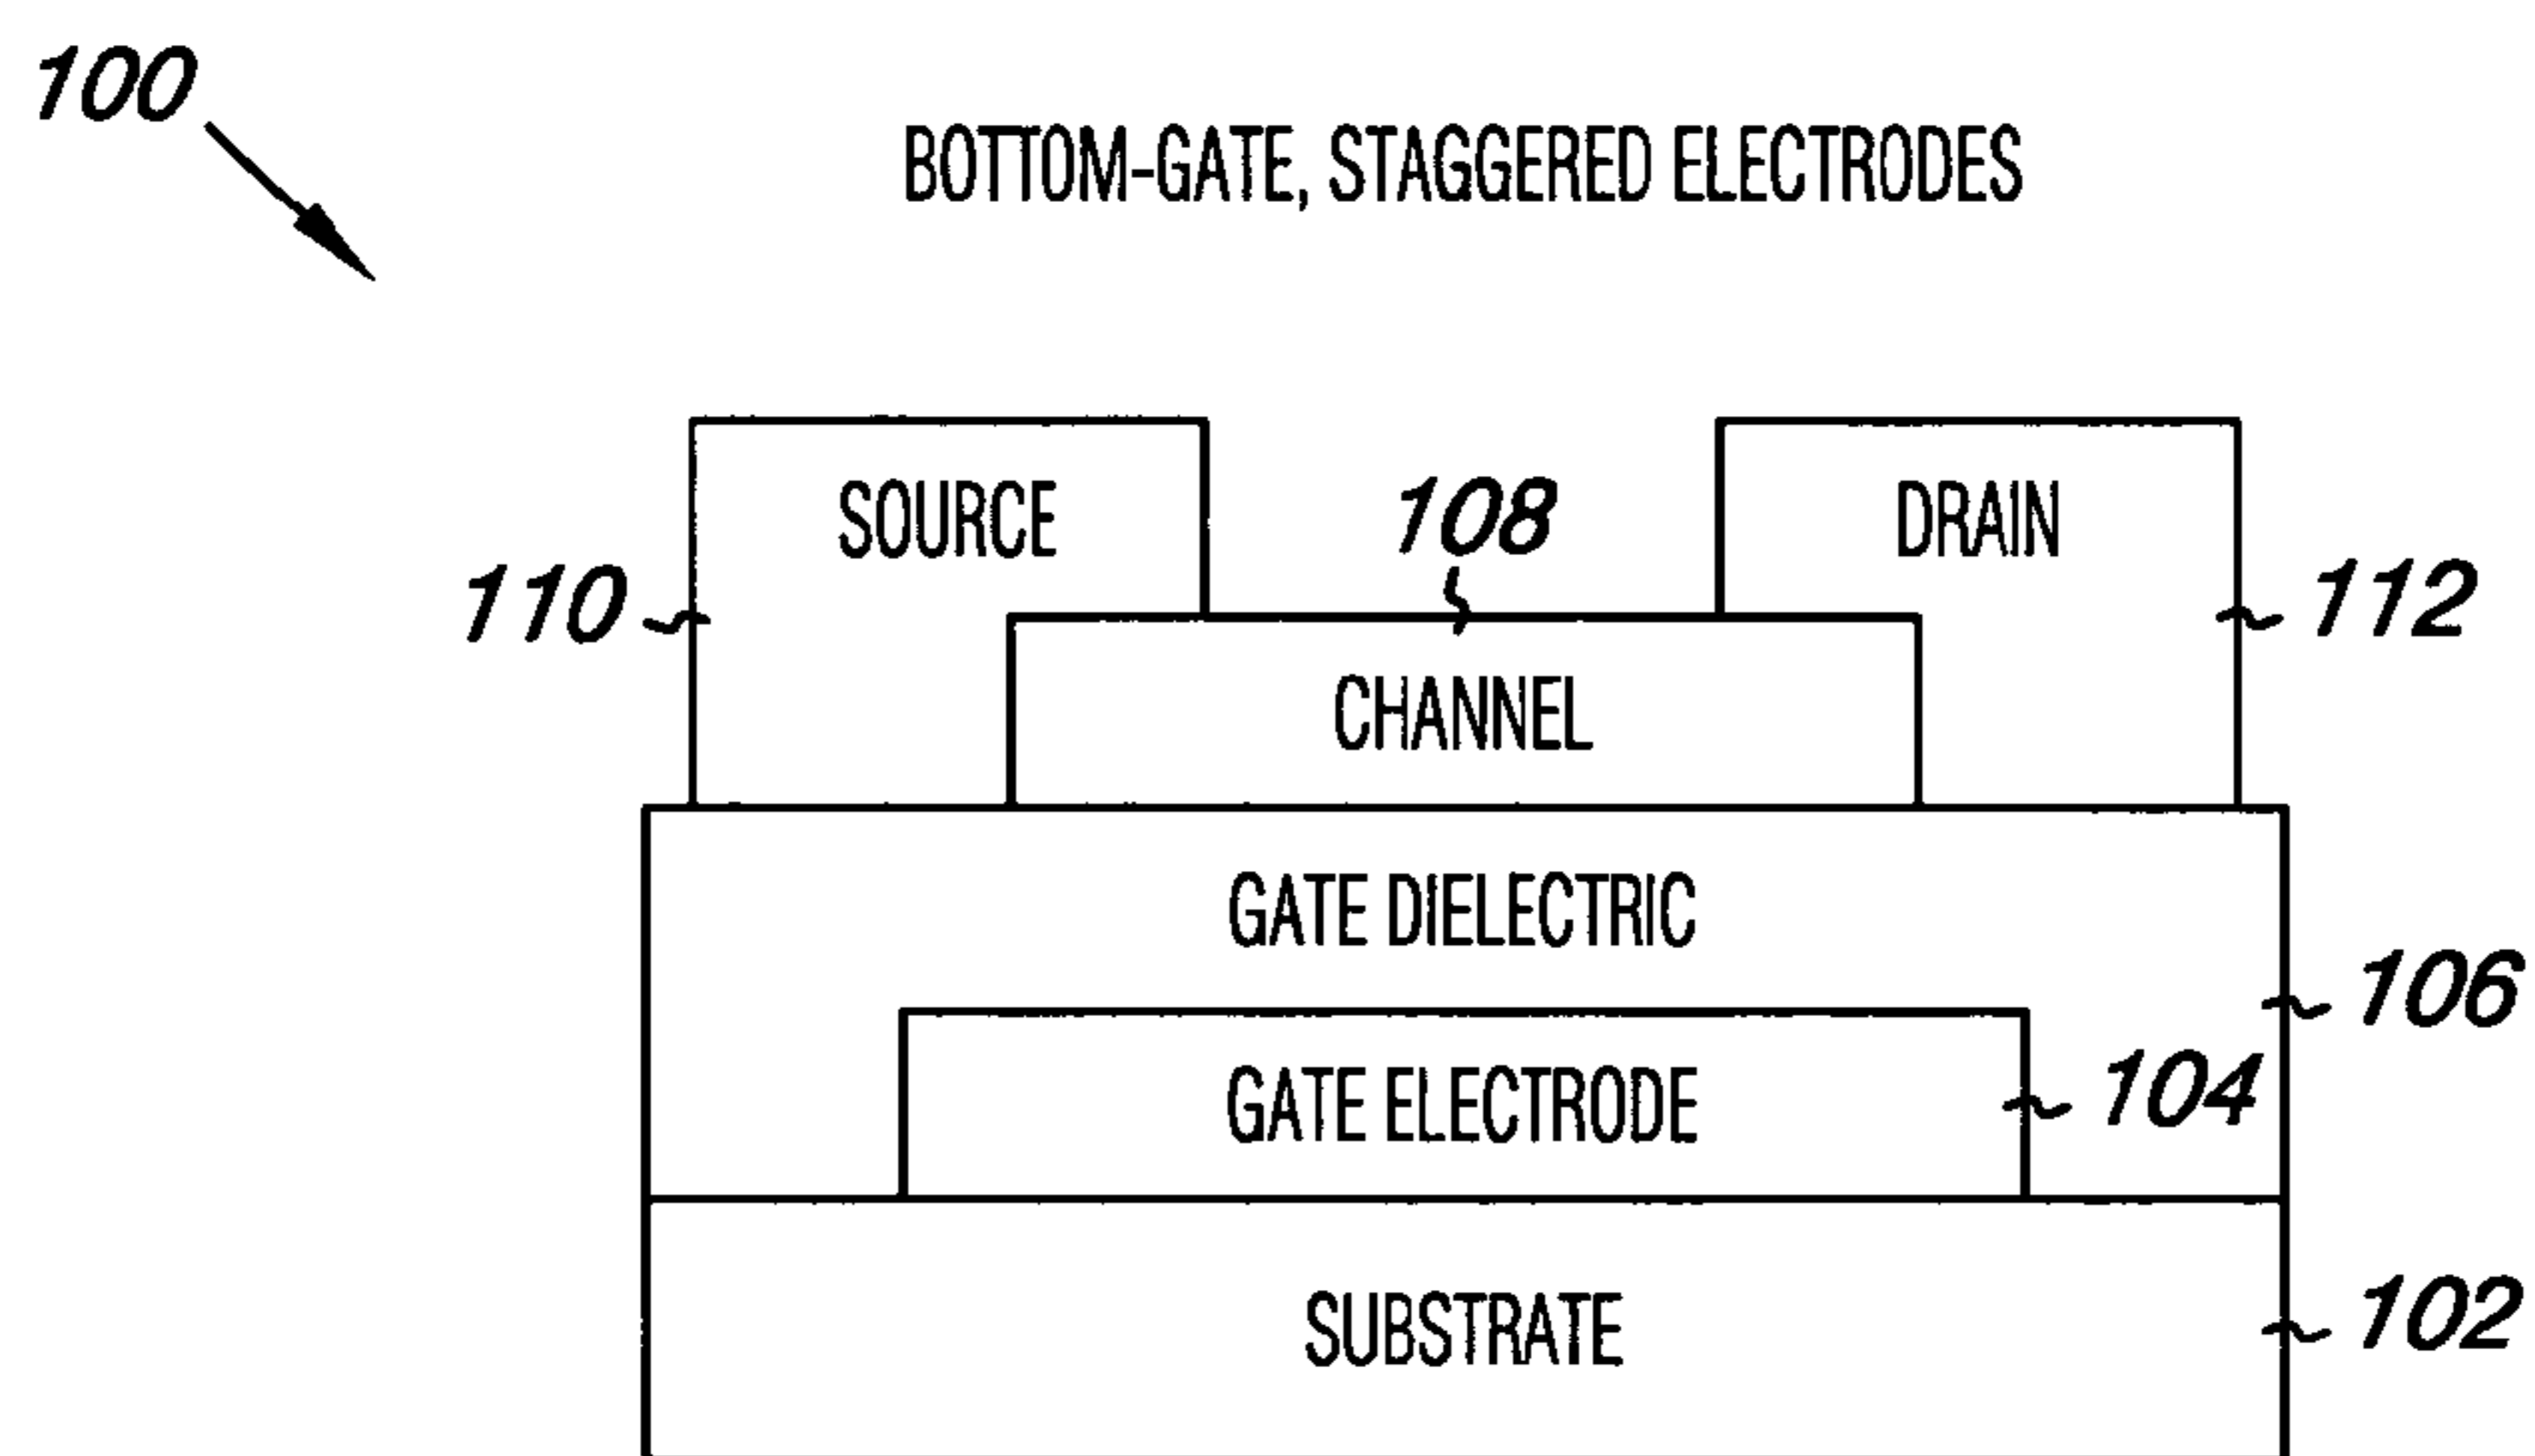 100
BOTTOM-GATE, STAGGERED ELECTRODES
SOURCE
108
DRAIN
110
112
CHANNEL
GATE DIELECTRIC
106
GATE ELECTRODE
104
SUBSTRATE
102